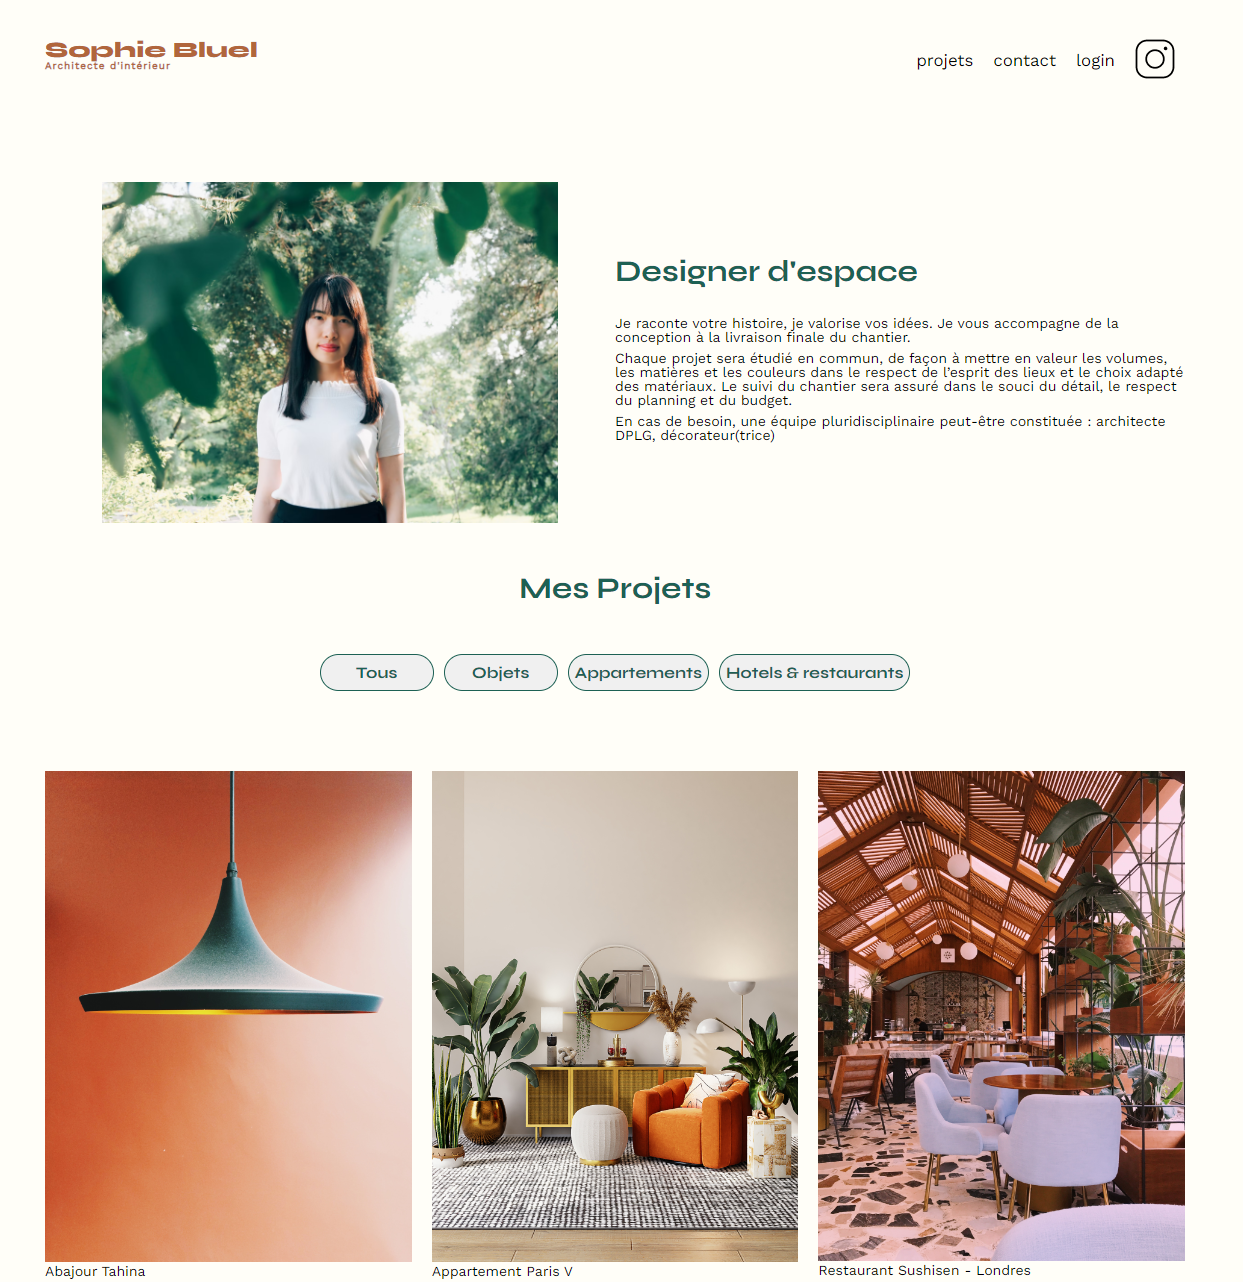 Sophie Bluel
Architecte d'intérieur
projets contact login
Designer d'espace
Je raconte votre histoire, je valorise vos idées. Je vous accompagne de la
conception à la livraison finale du chantier.
Chaque projet sera étudié en commun, de façon à mettre en valeur les volumes,
les matières et les couleurs dans le respect de l’esprit des lieux et le choix adapté
des matériaux. Le suivi du chantier sera assuré dans le souci du détail, le respect
du planning et du budget.
En cas de besoin, une équipe pluridisciplinaire peut-être constituée : architecte
DPLG, décorateur(trice)
Mes Projets
Tous Objets Appartements Hotels & restaurants
Abajour Tahina
Appartement Paris V
Restaurant Sushisen - Londres